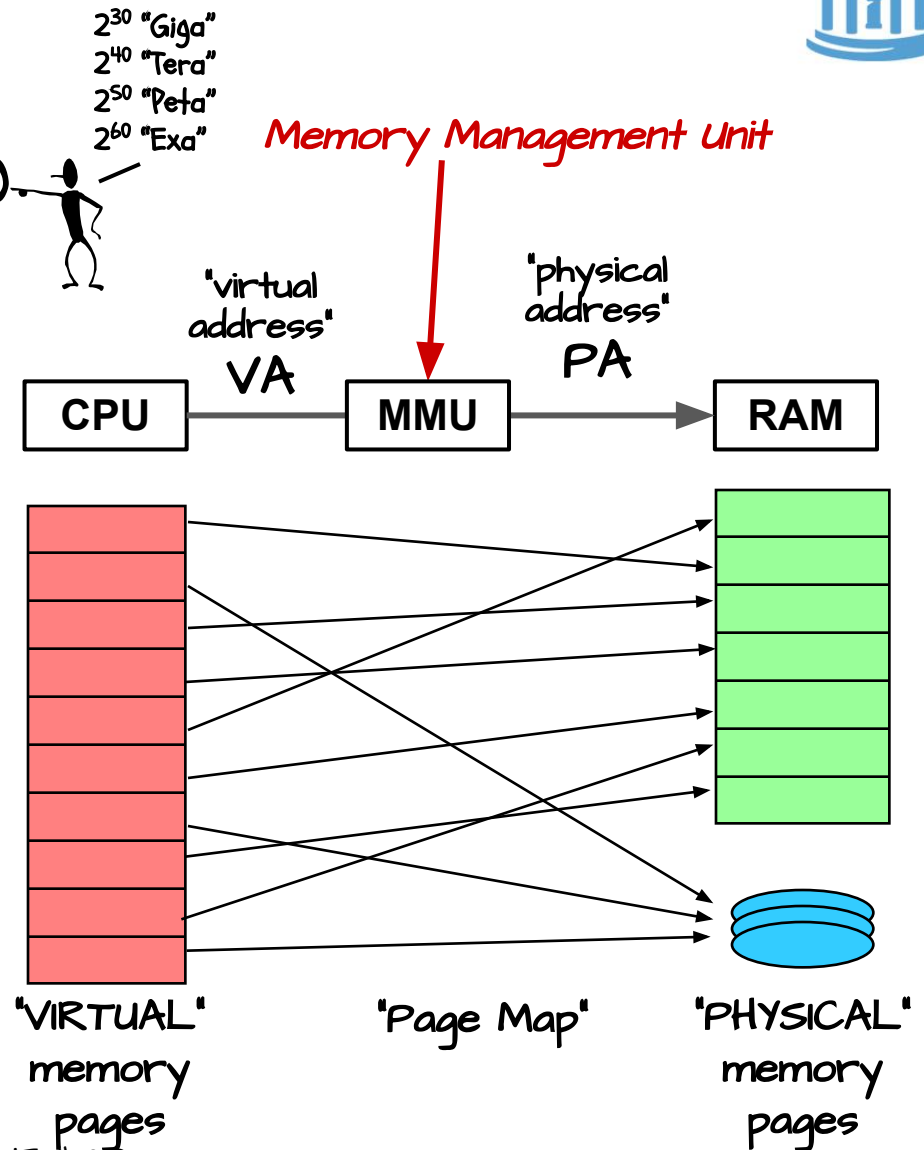 2³⁰ "Giga"
2⁴⁰ "Tera"
2⁵⁰ "Peta"
2⁶⁰ "Exa"
Memory Management Unit
"virtual
address"
VA
"physical
address"
PA
CPU
MMU
RAM
"VIRTUAL"
memory
pages
"Page Map"
"PHYSICAL"
memory
pages